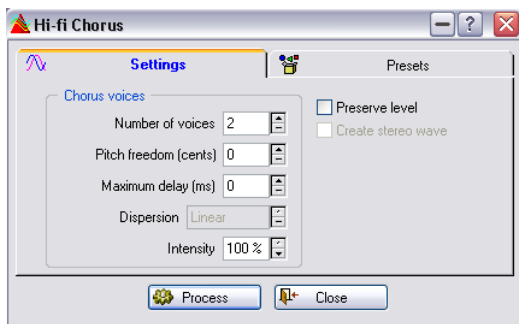 Hi-fi Chorus
Settings
Presets
Chorus voices
Number of voices 2
Pitch freedom (cents) 0
Maximum delay (ms) 0
Dispersion Linear
Intensity 100 %
Preserve level
Create stereo wave
Process
Close